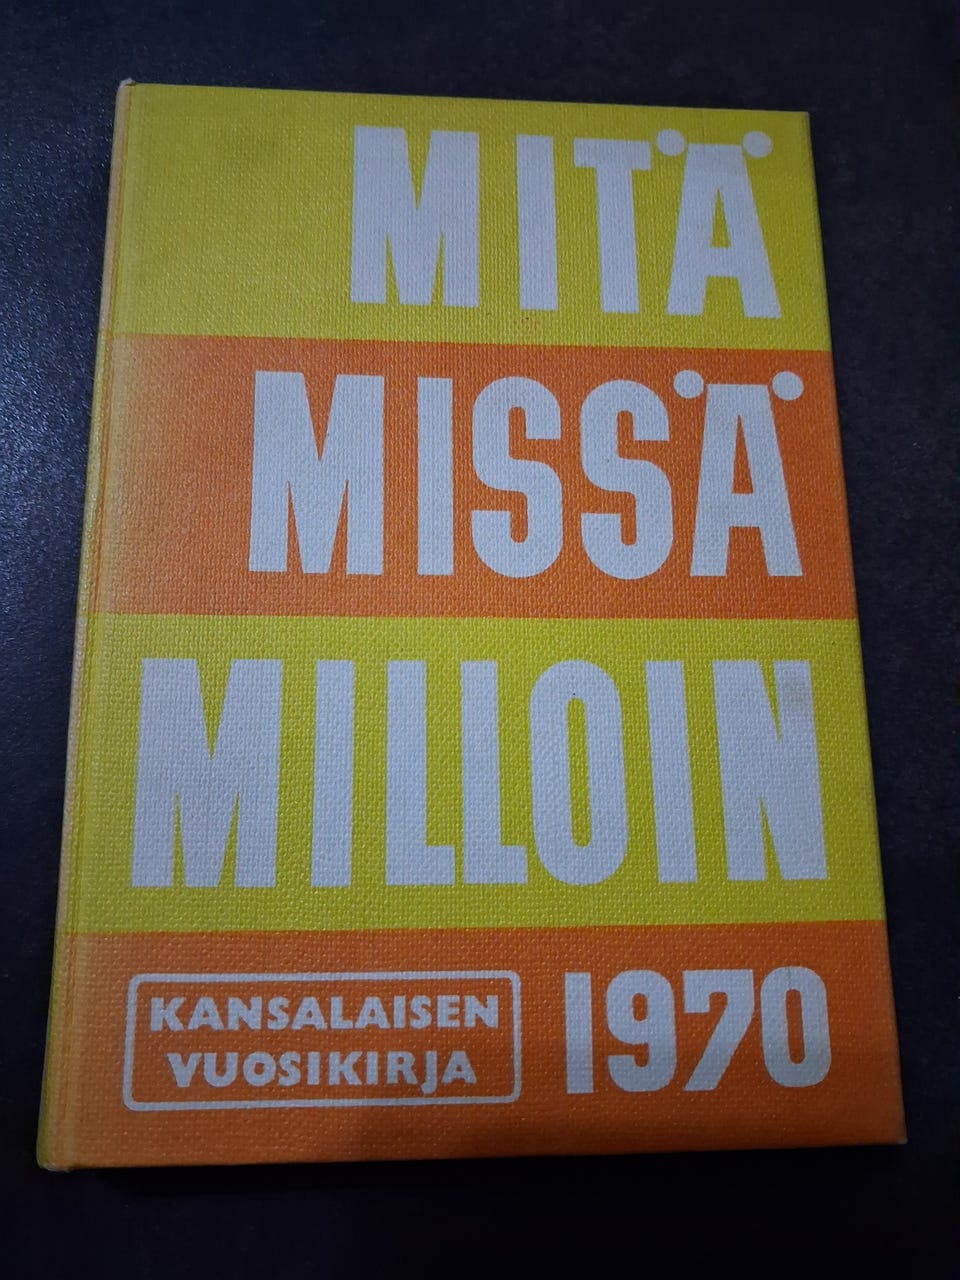 MITÄ
MISSÄ
MILLOIN
KANSALAISEN
VUOSIKIRJA
1970